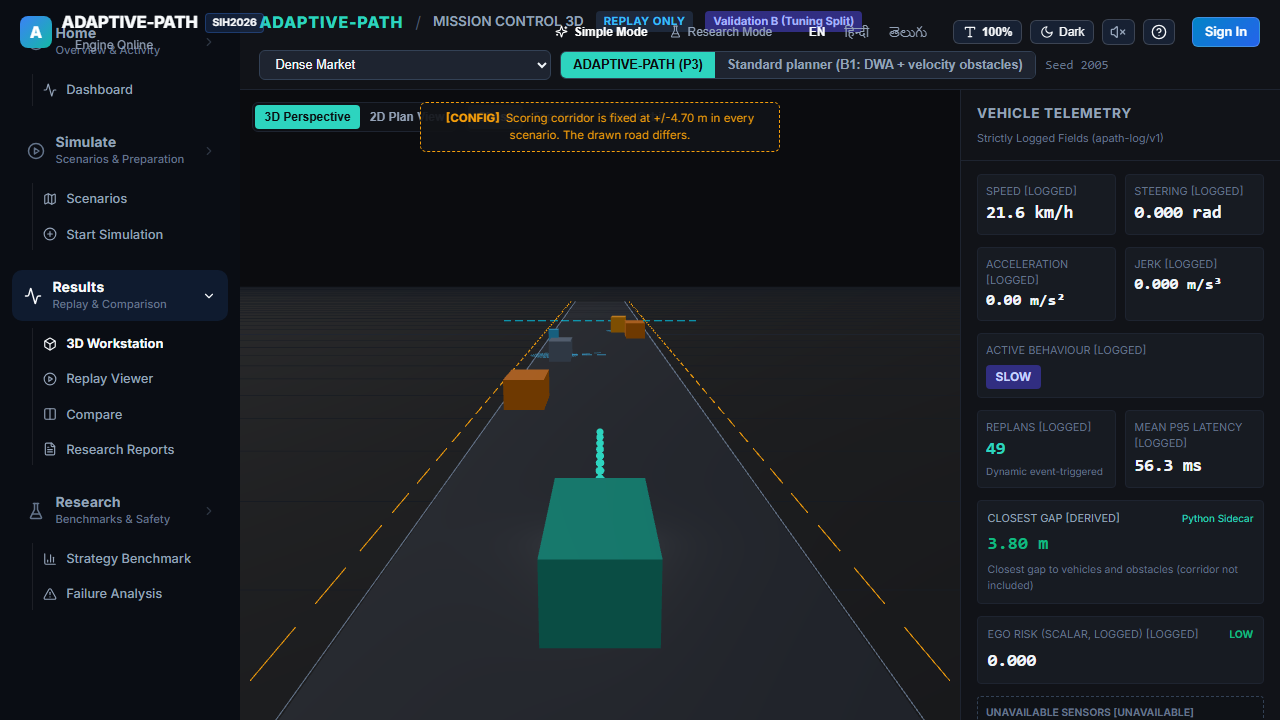 A
ADAPTIVE-PATH
SIH2026
Home
Overview & Activity
Engine Online
Dashboard
Simulate
Scenarios & Preparation
Scenarios
Start Simulation
Results
Replay & Comparison
3D Workstation
Replay Viewer
Compare
Research Reports
Research
Benchmarks & Safety
Strategy Benchmark
Failure Analysis
ADAPTIVE-PATH / MISSION CONTROL 3D REPLAY ONLY Validation B (Tuning Split)
Simple Mode Research Mode EN हिन्दी తెలుగు 100% Dark Sign In
Dense Market ADAPTIVE-PATH (P3) Standard planner (B1: DWA + velocity obstacles) Seed 2005
3D Perspective 2D Plan View
[CONFIG] Scoring corridor is fixed at +/-4.70 m in every
scenario. The drawn road differs.
VEHICLE TELEMETRY
Strictly Logged Fields (apath-log/v1)
SPEED [LOGGED]
21.6 km/h
STEERING [LOGGED]
0.000 rad
ACCELERATION
[LOGGED]
0.00 m/s²
JERK [LOGGED]
0.000 m/s³
ACTIVE BEHAVIOUR [LOGGED]
SLOW
REPLANS [LOGGED]
49
Dynamic event-triggered
MEAN P95 LATENCY
[LOGGED]
56.3 ms
CLOSEST GAP [DERIVED] Python Sidecar
3.80 m
Closest gap to vehicles and obstacles (corridor not
included)
EGO RISK (SCALAR, LOGGED) [LOGGED] LOW
0.000
UNAVAILABLE SENSORS [UNAVAILABLE]